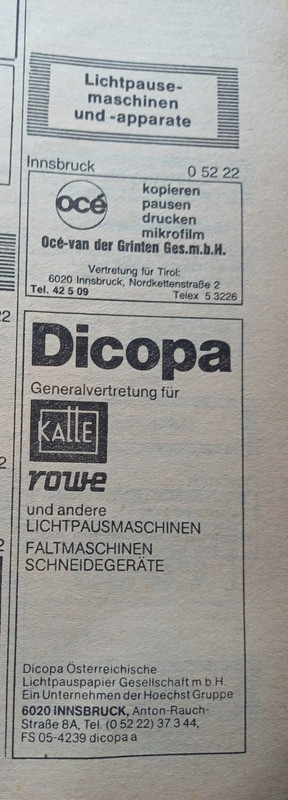 Lichtpause-
maschinen
und -apparate
Innsbruck 0 52 22
océ
kopieren
pausen
drucken
mikrofilm
Océ-van der Grinten Ges.m.b.H.
Vertretung für Tirol:
6020 Innsbruck, Nordkettenstraße 2
Tel. 42 5 09 Telex 5 3226
Dicopa
Generalvertretung für
KALLE
rowe
und andere
LICHTPAUSMASCHINEN
FALTMASCHINEN
SCHNEIDEGERÄTE
Dicopa Österreichische
Lichtpauspapier Gesellschaft m.b.H.
Ein Unternehmen der Hoechst Gruppe
6020 INNSBRUCK, Anton-Rauch-
Straße 8A, Tel. (0 52 22) 37 3 44,
FS 05-4239 dicopa a